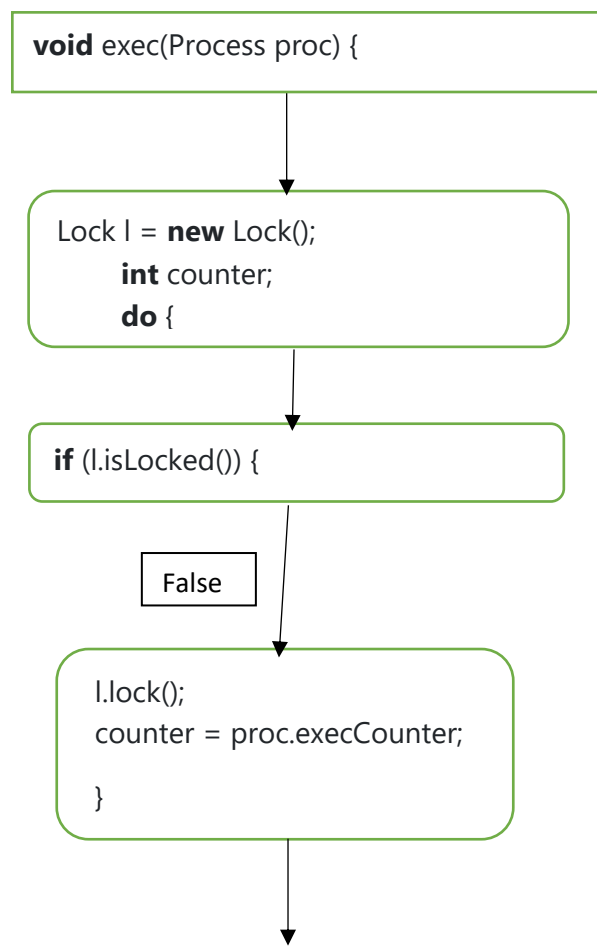 void exec(Process proc) {
Lock l = new Lock();
int counter;
do {
if (l.isLocked()) {
False
l.lock();
counter = proc.execCounter;
}